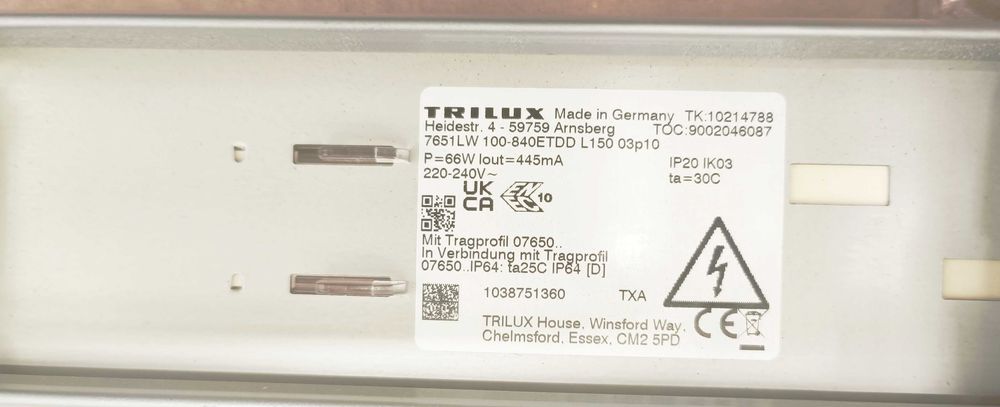 TRILUX Made in Germany TK:10214788
Heidestr. 4 - 59759 Arnsberg TOC:9002046087
7651LW 100-840ETDD L150 03p10
P=66W Iout=445mA IP20 IK03
220-240V~ ta=30C
UK
CA
ENEC 10
Mit Tragprofil 07650..
In Verbindung mit Tragprofil
07650..IP64: ta25C IP64 [D]
1038751360 TXA
CE
TRILUX House, Winsford Way,
Chelmsford, Essex, CM2 5PD